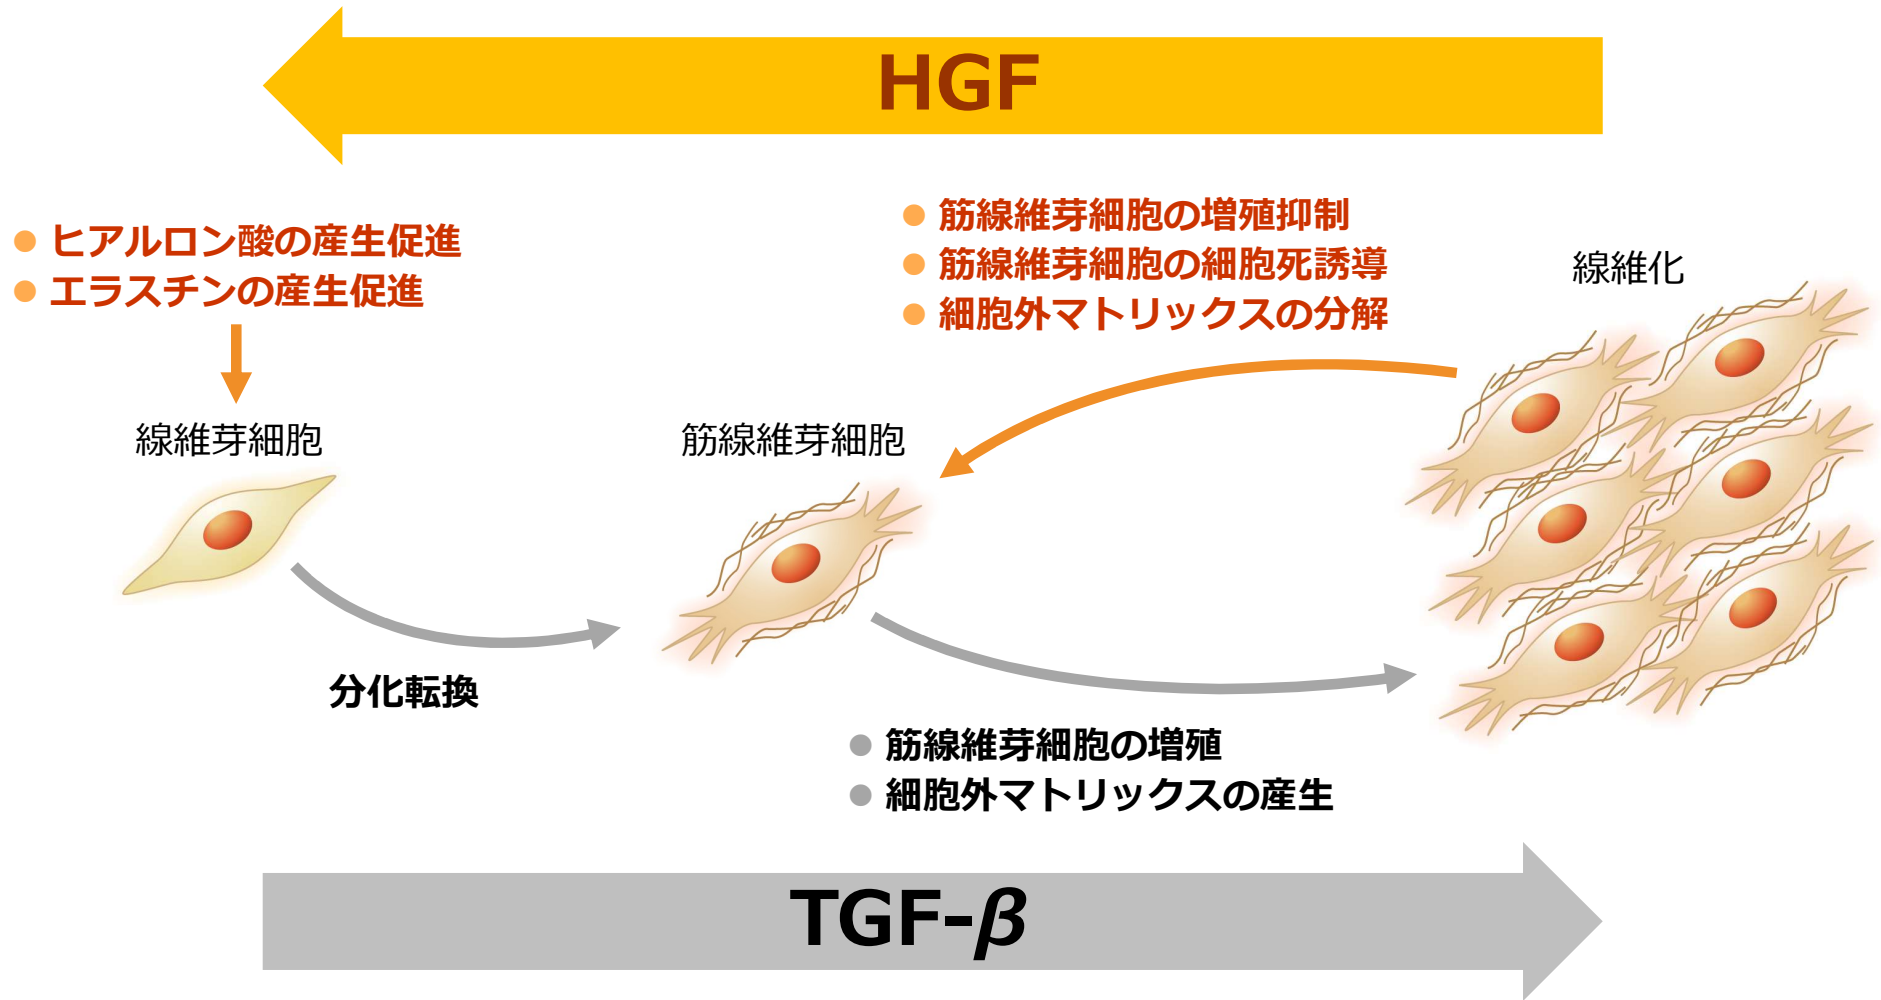 HGF
● ヒアルロン酸の産生促進
● エラスチンの産生促進
● 筋線維芽細胞の増殖抑制
● 筋線維芽細胞の細胞死誘導
● 細胞外マトリックスの分解
線維化
線維芽細胞
筋線維芽細胞
分化転換
● 筋線維芽細胞の増殖
● 細胞外マトリックスの産生
TGF-β